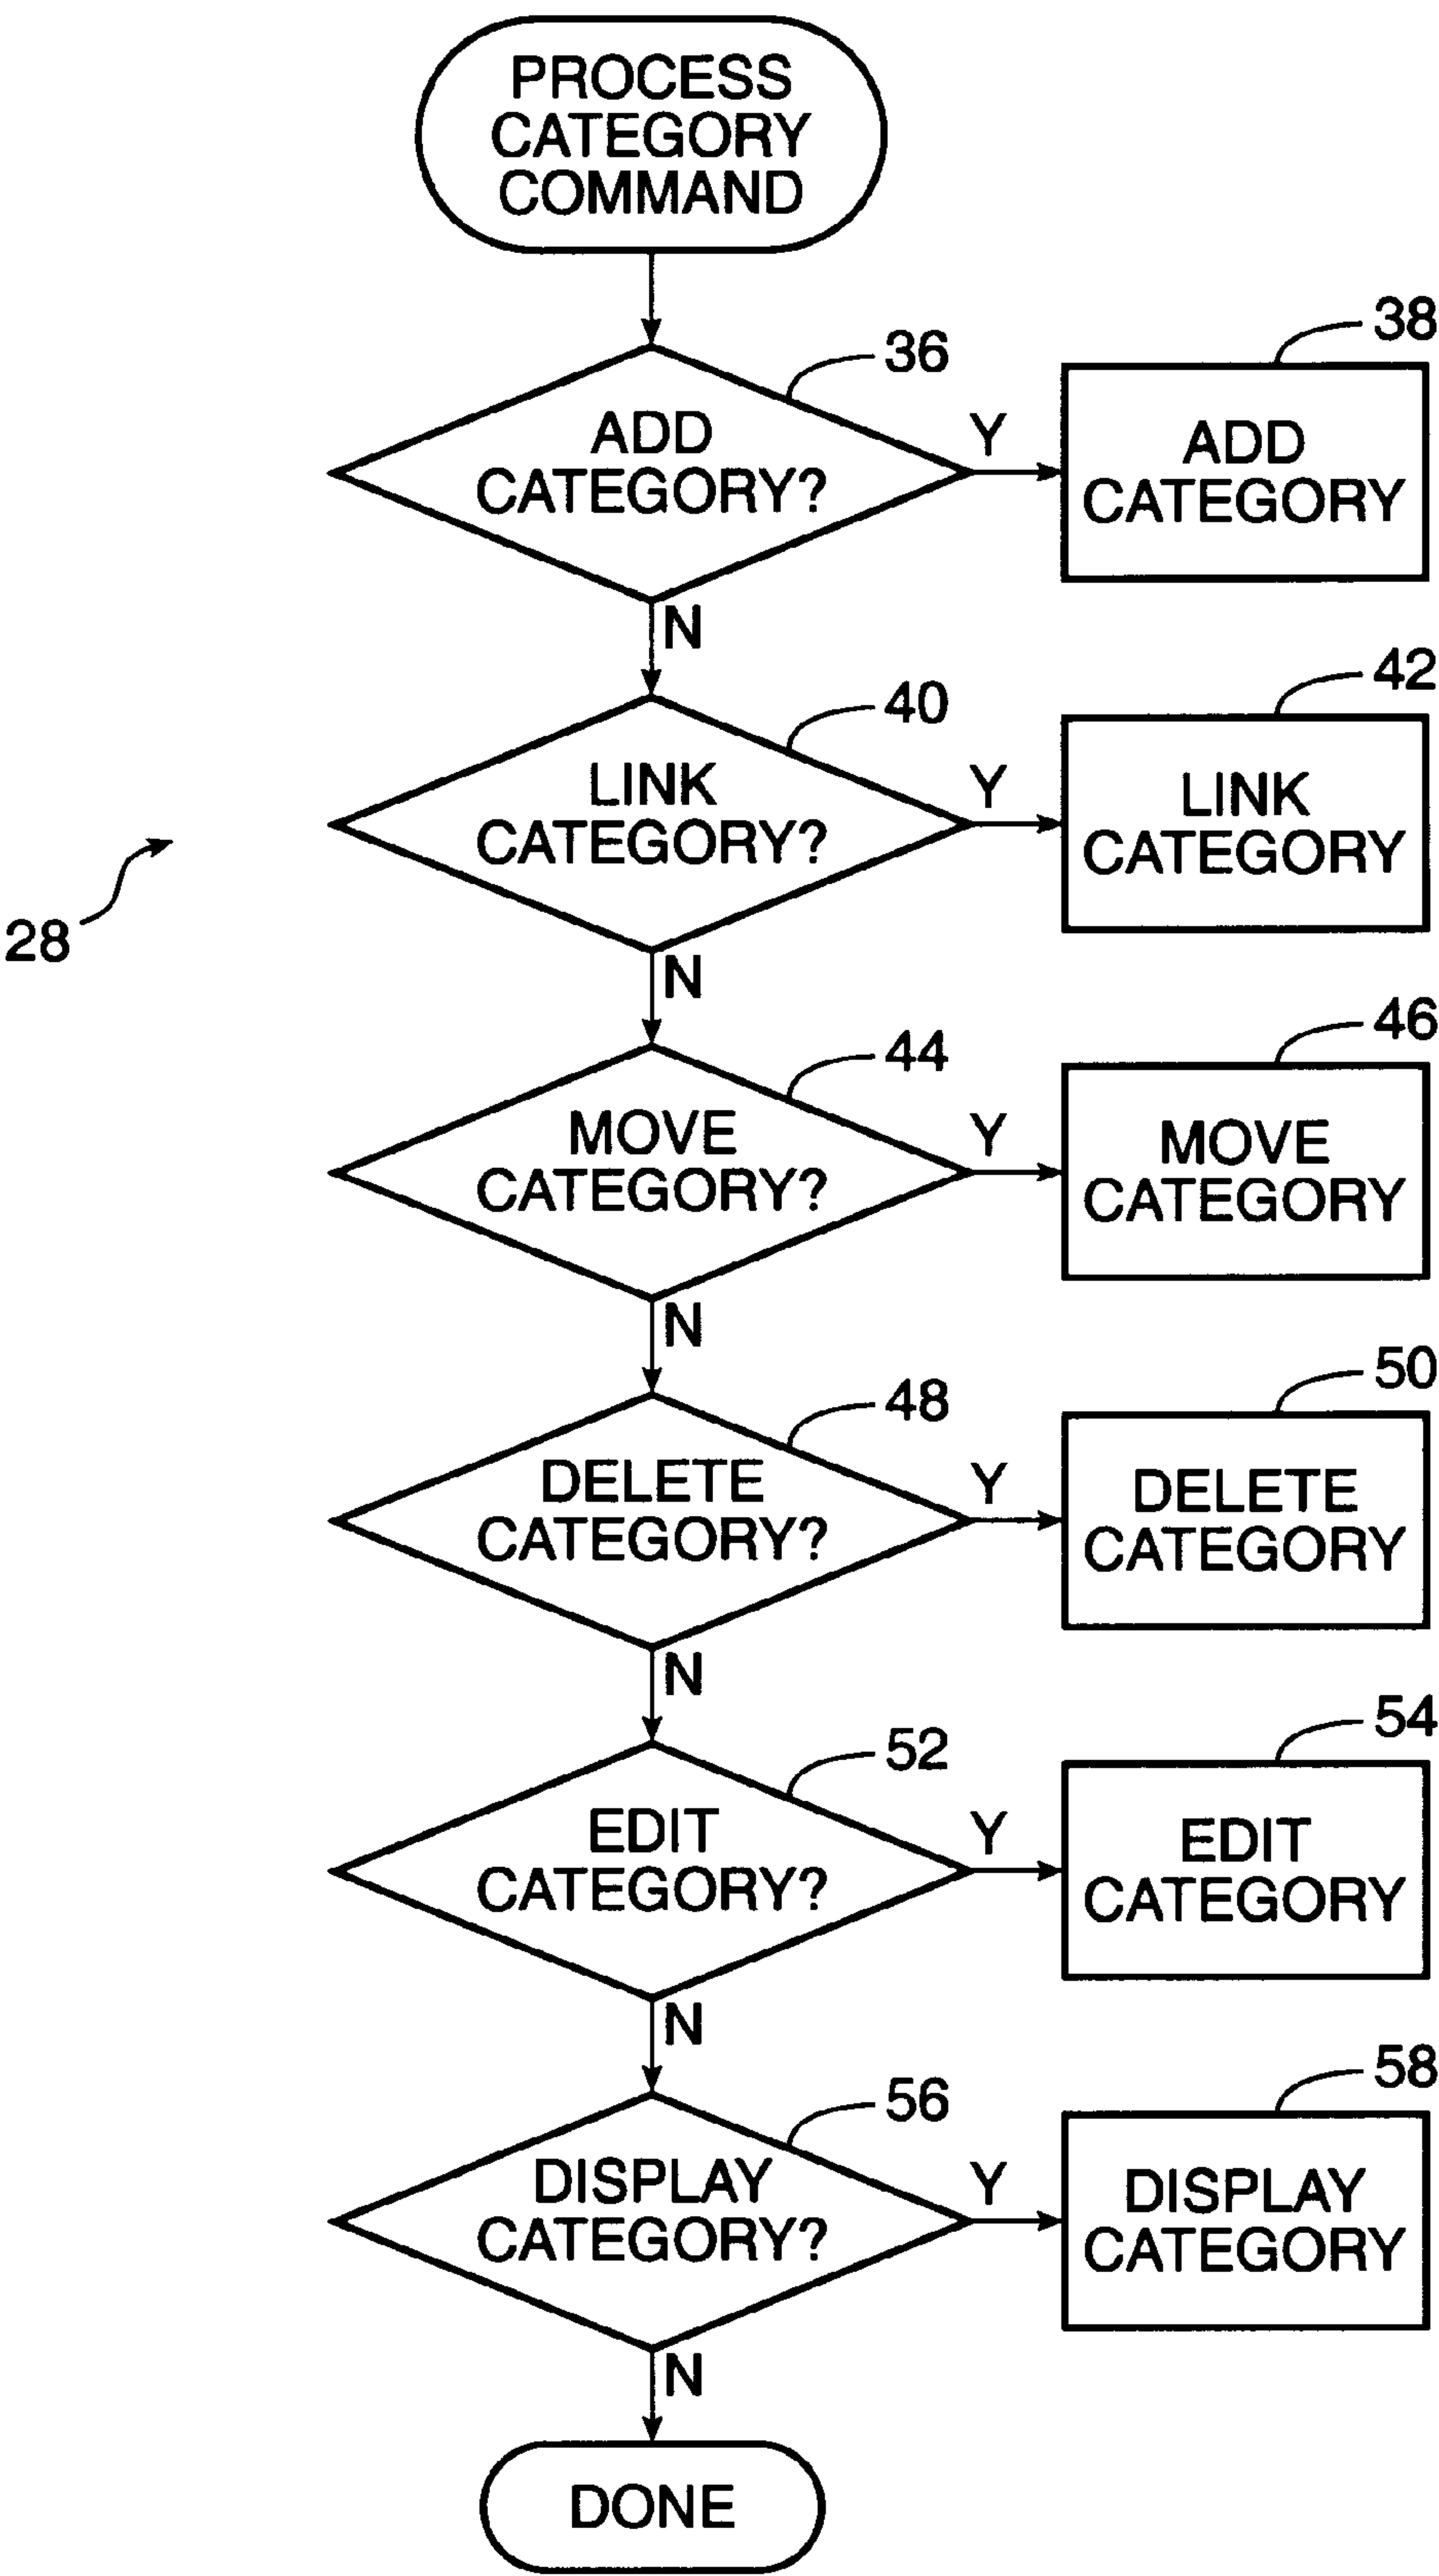 PROCESS
CATEGORY
COMMAND
36
38
ADD
CATEGORY?
Y
ADD
CATEGORY
N
40
42
LINK
CATEGORY?
Y
LINK
CATEGORY
28
N
44
46
MOVE
CATEGORY?
Y
MOVE
CATEGORY
N
48
50
DELETE
CATEGORY?
Y
DELETE
CATEGORY
N
52
54
EDIT
CATEGORY?
Y
EDIT
CATEGORY
N
56
58
DISPLAY
CATEGORY?
Y
DISPLAY
CATEGORY
N
DONE